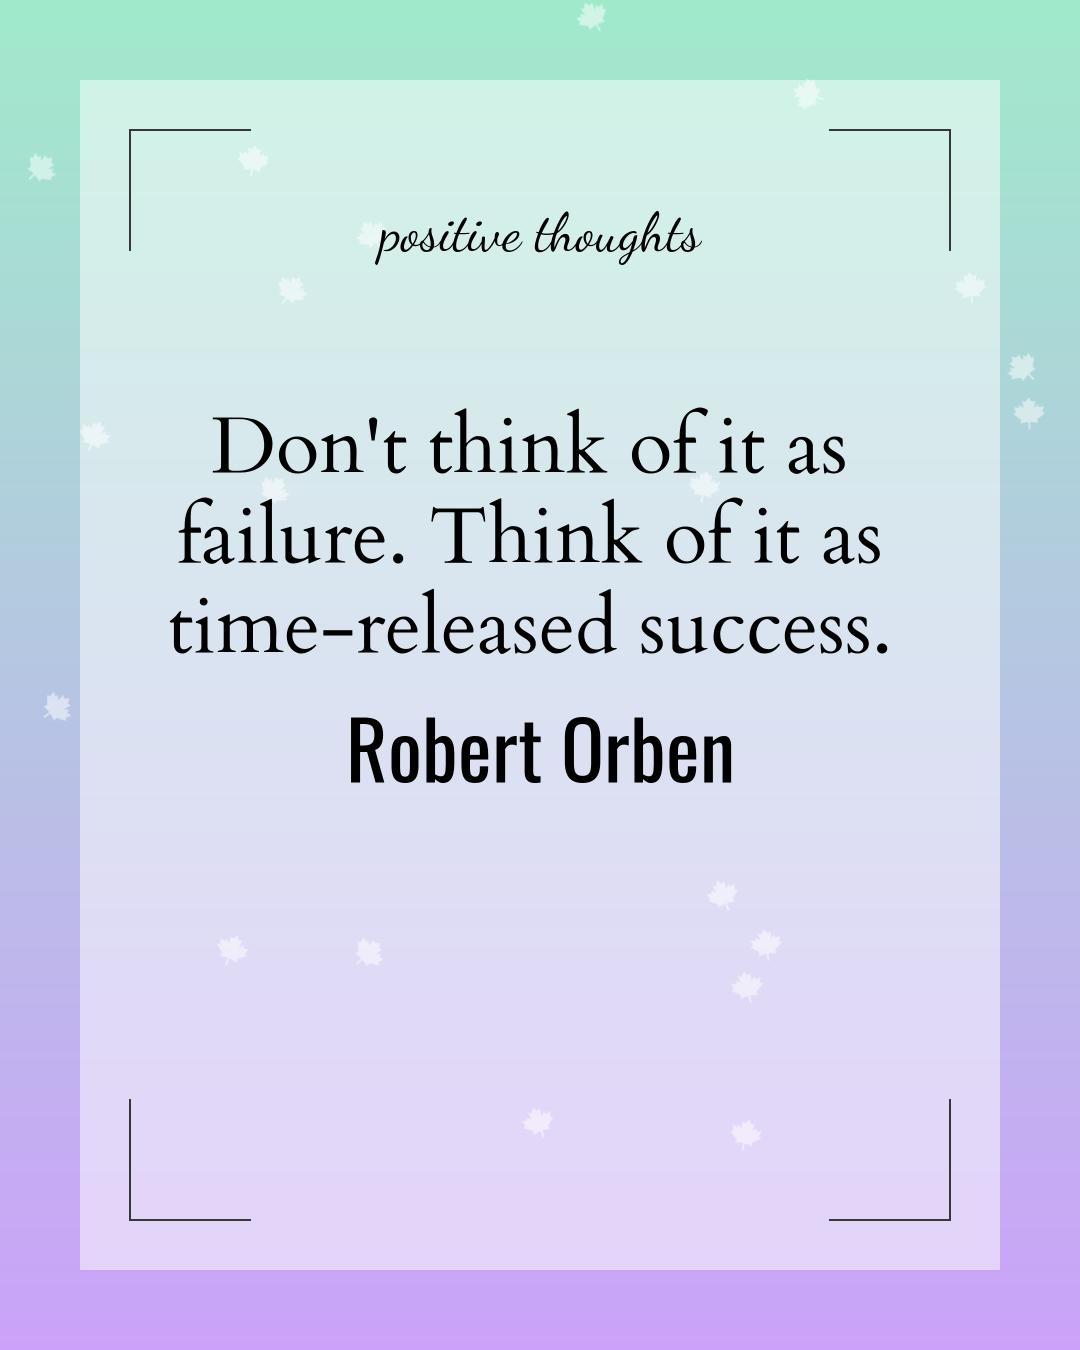 positive thoughts
Don't think of it as
failure. Think of it as
time-released success.
Robert Orben